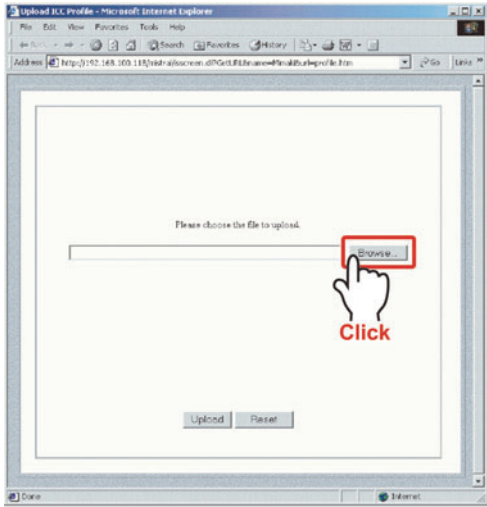 Upload ICC Profile - Microsoft Internet Explorer
File Edit View Favorites Tools Help
Search Favorites History
Address Go Links »
Please choose the file to upload.
Browse...
Click
Upload Reset
Done Internet